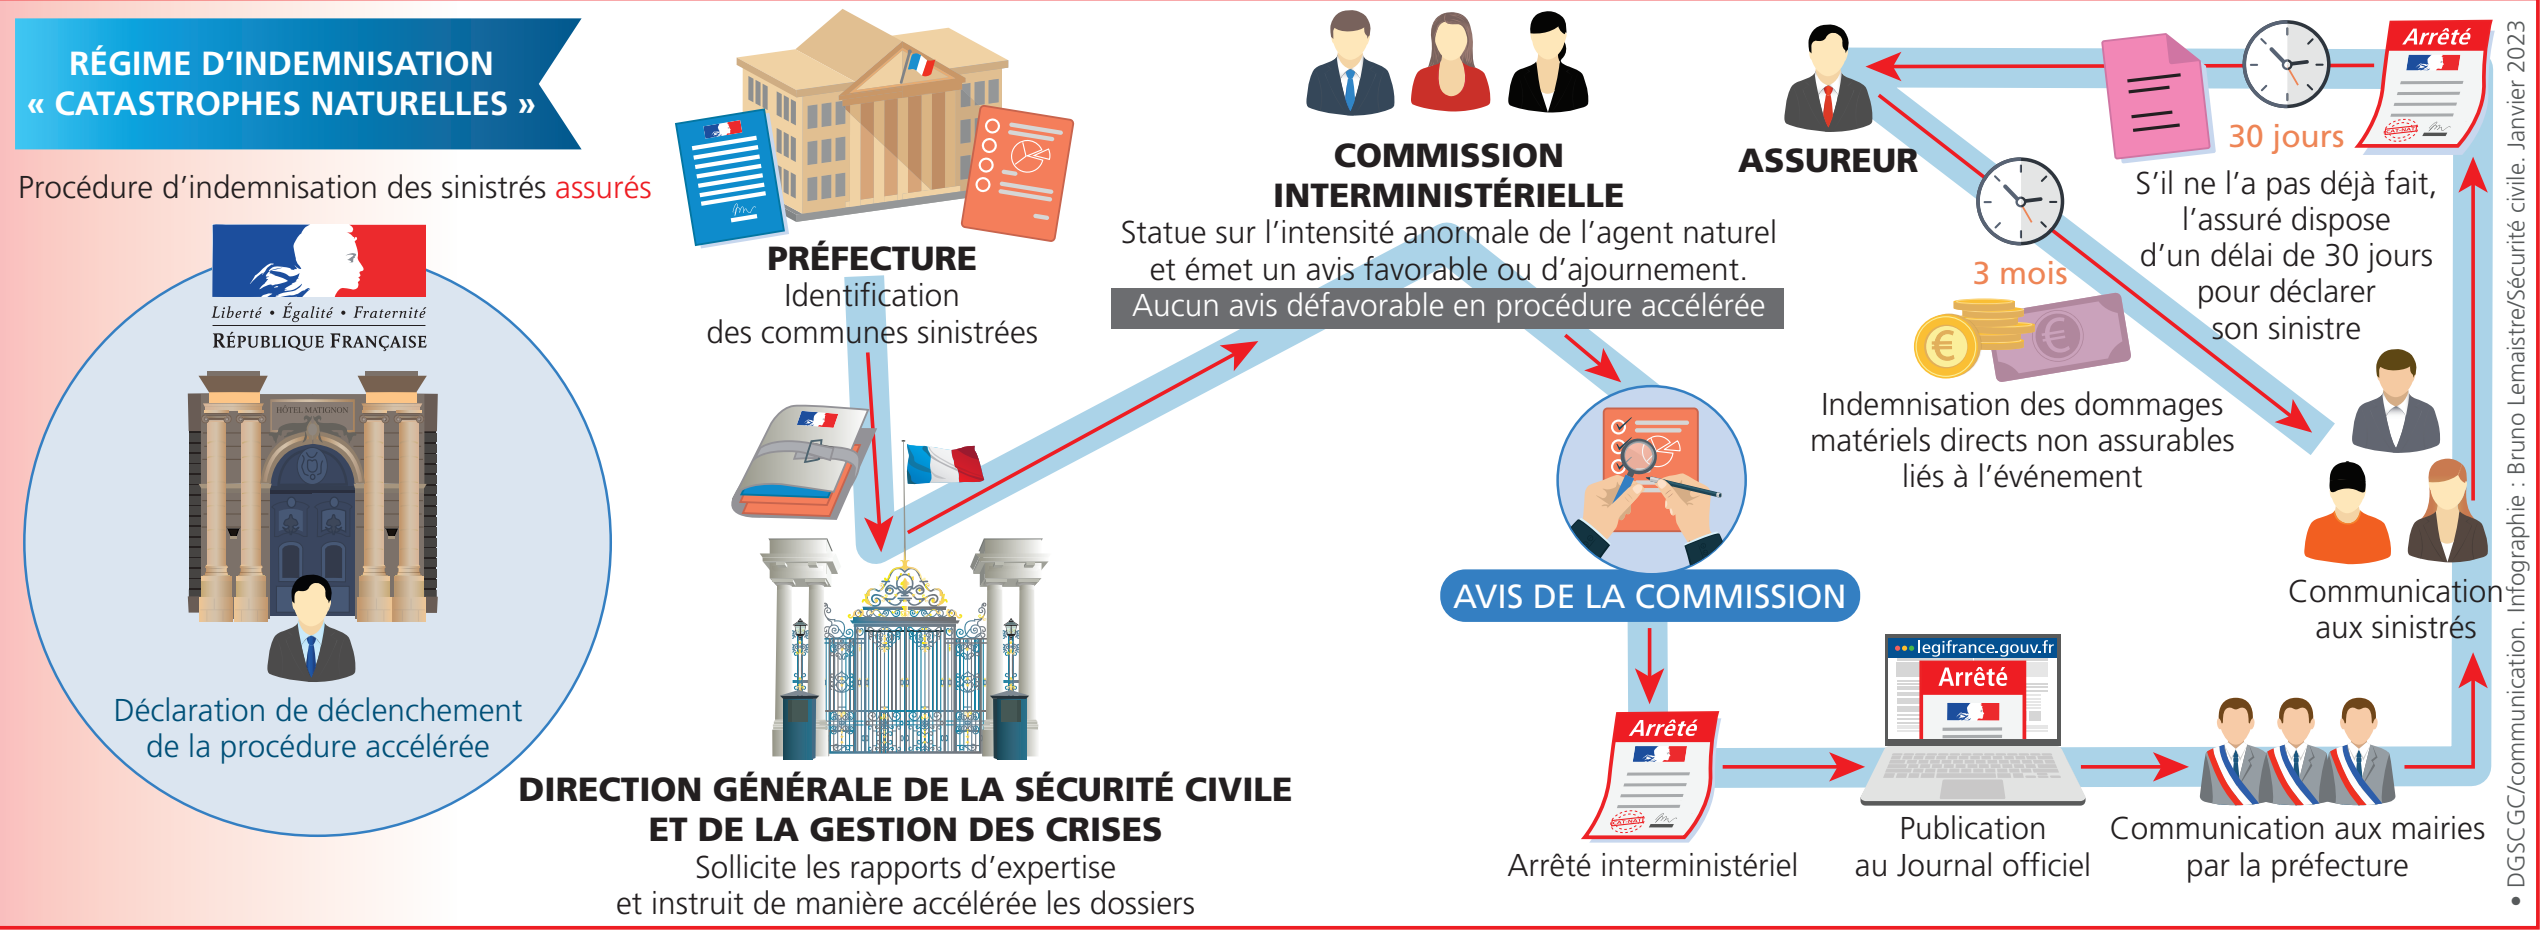 RÉGIME D'INDEMNISATION
« CATASTROPHES NATURELLES »
Procédure d'indemnisation des sinistrés assurés
Liberté • Égalité • Fraternité
RÉPUBLIQUE FRANÇAISE
HÔTEL MATIGNON
Déclaration de déclenchement
de la procédure accélérée
PRÉFECTURE
Identification
des communes sinistrées
DIRECTION GÉNÉRALE DE LA SÉCURITÉ CIVILE
ET DE LA GESTION DES CRISES
Sollicite les rapports d'expertise
et instruit de manière accélérée les dossiers
COMMISSION
INTERMINISTÉRIELLE
Statue sur l'intensité anormale de l'agent naturel
et émet un avis favorable ou d'ajournement.
Aucun avis défavorable en procédure accélérée
AVIS DE LA COMMISSION
Arrêté
CAT-NAT
Arrêté interministériel
legifrance.gouv.fr
Arrêté
Publication
au Journal officiel
Communication aux mairies
par la préfecture
Communication
aux sinistrés
Arrêté
CAT-NAT
30 jours
S'il ne l'a pas déjà fait,
l'assuré dispose
d'un délai de 30 jours
pour déclarer
son sinistre
ASSUREUR
3 mois
Indemnisation des dommages
matériels directs non assurables
liés à l'événement
• DGSCGC/communication. Infographie : Bruno Lemaistre/Sécurité civile. Janvier 2023